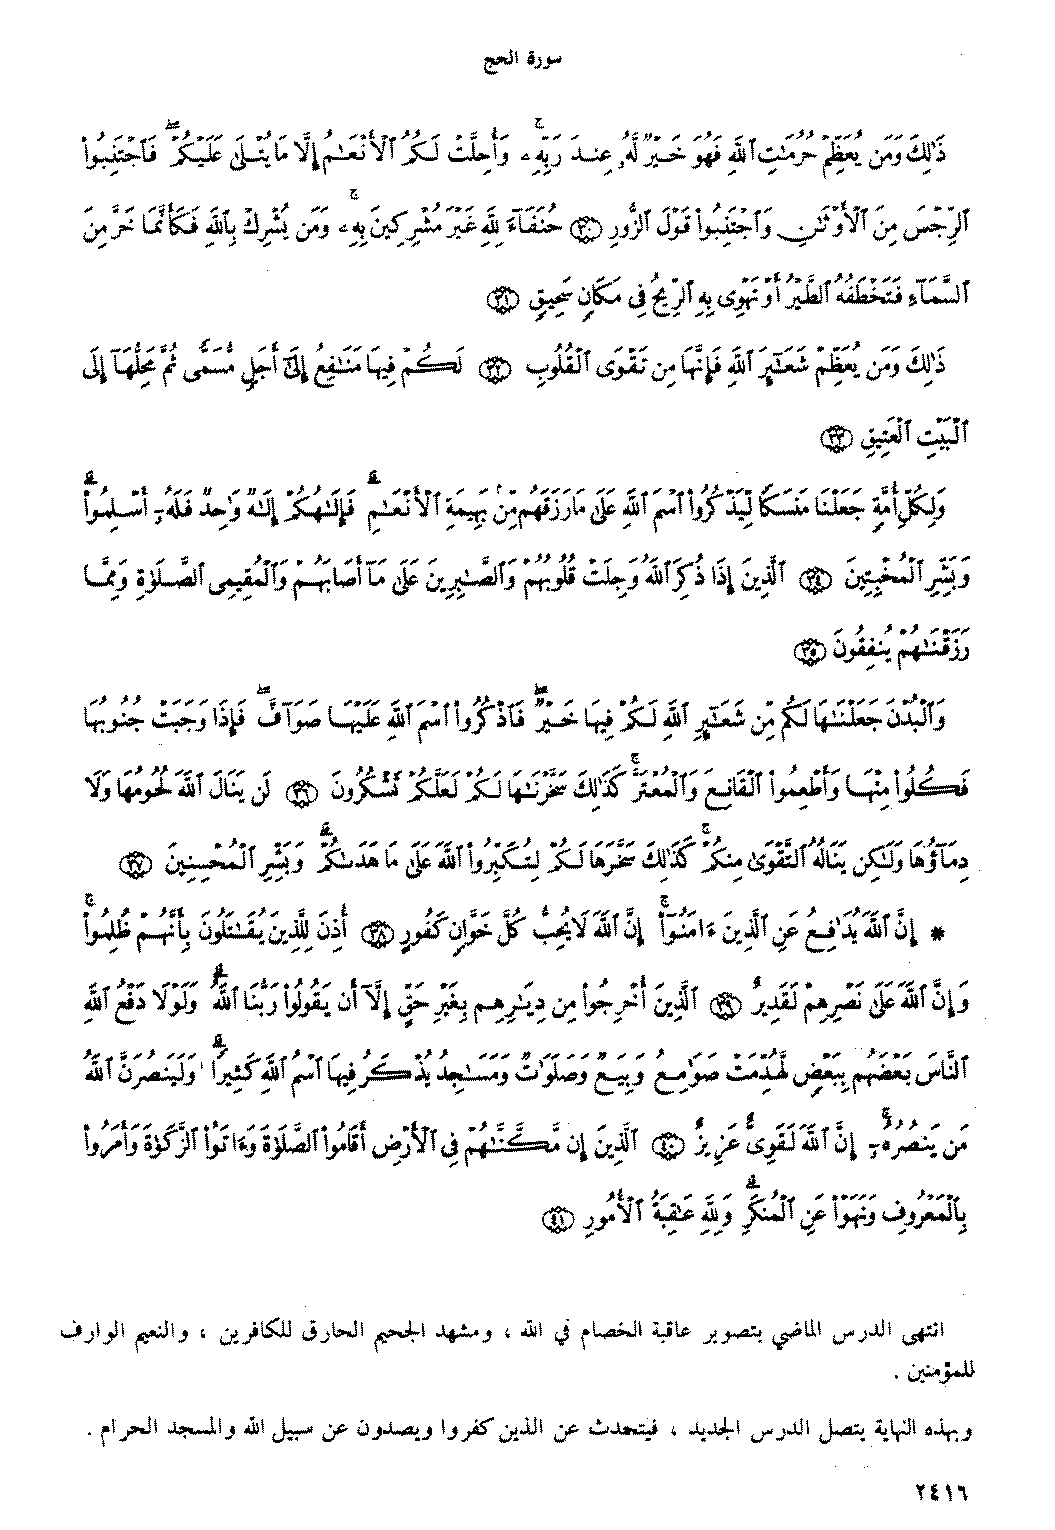 سورة الحج
ذَٰلِكَ وَمَن يُعَظِّمْ حُرُمَٰتِ ٱللَّهِ فَهُوَ خَيْرٌ لَّهُۥ عِندَ رَبِّهِۦ ۚ وَأُحِلَّتْ لَكُمُ ٱلْأَنْعَٰمُ إِلَّا مَا يُتْلَىٰ عَلَيْكُمْ ۖ فَٱجْتَنِبُوا۟
ٱلرِّجْسَ مِنَ ٱلْأَوْثَٰنِ وَٱجْتَنِبُوا۟ قَوْلَ ٱلزُّورِ ﴿٣٠﴾ حُنَفَآءَ لِلَّهِ غَيْرَ مُشْرِكِينَ بِهِۦ ۚ وَمَن يُشْرِكْ بِٱللَّهِ فَكَأَنَّمَا خَرَّ مِنَ
ٱلسَّمَآءِ فَتَخْطَفُهُ ٱلطَّيْرُ أَوْ تَهْوِى بِهِ ٱلرِّيحُ فِى مَكَانٍ سَحِيقٍ ﴿٣١﴾
ذَٰلِكَ وَمَن يُعَظِّمْ شَعَٰٓئِرَ ٱللَّهِ فَإِنَّهَا مِن تَقْوَى ٱلْقُلُوبِ ﴿٣٢﴾ لَكُمْ فِيهَا مَنَٰفِعُ إِلَىٰٓ أَجَلٍ مُّسَمًّى ثُمَّ مَحِلُّهَآ إِلَى
ٱلْبَيْتِ ٱلْعَتِيقِ ﴿٣٣﴾
وَلِكُلِّ أُمَّةٍ جَعَلْنَا مَنسَكًا لِّيَذْكُرُوا۟ ٱسْمَ ٱللَّهِ عَلَىٰ مَا رَزَقَهُم مِّنۢ بَهِيمَةِ ٱلْأَنْعَٰمِ ۗ فَإِلَٰهُكُمْ إِلَٰهٌ وَٰحِدٌ فَلَهُۥٓ أَسْلِمُوا۟ ۗ
وَبَشِّرِ ٱلْمُخْبِتِينَ ﴿٣٤﴾ ٱلَّذِينَ إِذَا ذُكِرَ ٱللَّهُ وَجِلَتْ قُلُوبُهُمْ وَٱلصَّٰبِرِينَ عَلَىٰ مَآ أَصَابَهُمْ وَٱلْمُقِيمِى ٱلصَّلَوٰةِ وَمِمَّا
رَزَقْنَٰهُمْ يُنفِقُونَ ﴿٣٥﴾
وَٱلْبُدْنَ جَعَلْنَٰهَا لَكُم مِّن شَعَٰٓئِرِ ٱللَّهِ لَكُمْ فِيهَا خَيْرٌ ۖ فَٱذْكُرُوا۟ ٱسْمَ ٱللَّهِ عَلَيْهَا صَوَآفَّ ۖ فَإِذَا وَجَبَتْ جُنُوبُهَا
فَكُلُوا۟ مِنْهَا وَأَطْعِمُوا۟ ٱلْقَانِعَ وَٱلْمُعْتَرَّ ۚ كَذَٰلِكَ سَخَّرْنَٰهَا لَكُمْ لَعَلَّكُمْ تَشْكُرُونَ ﴿٣٦﴾ لَن يَنَالَ ٱللَّهَ لُحُومُهَا وَلَا
دِمَآؤُهَا وَلَٰكِن يَنَالُهُ ٱلتَّقْوَىٰ مِنكُمْ ۚ كَذَٰلِكَ سَخَّرَهَا لَكُمْ لِتُكَبِّرُوا۟ ٱللَّهَ عَلَىٰ مَا هَدَىٰكُمْ ۗ وَبَشِّرِ ٱلْمُحْسِنِينَ ﴿٣٧﴾
* إِنَّ ٱللَّهَ يُدَٰفِعُ عَنِ ٱلَّذِينَ ءَامَنُوٓا۟ ۗ إِنَّ ٱللَّهَ لَا يُحِبُّ كُلَّ خَوَّانٍ كَفُورٍ ﴿٣٨﴾ أُذِنَ لِلَّذِينَ يُقَٰتَلُونَ بِأَنَّهُمْ ظُلِمُوا۟ ۚ
وَإِنَّ ٱللَّهَ عَلَىٰ نَصْرِهِمْ لَقَدِيرٌ ﴿٣٩﴾ ٱلَّذِينَ أُخْرِجُوا۟ مِن دِيَٰرِهِم بِغَيْرِ حَقٍّ إِلَّآ أَن يَقُولُوا۟ رَبُّنَا ٱللَّهُ ۗ وَلَوْلَا دَفْعُ ٱللَّهِ
ٱلنَّاسَ بَعْضَهُم بِبَعْضٍ لَّهُدِّمَتْ صَوَٰمِعُ وَبِيَعٌ وَصَلَوَٰتٌ وَمَسَٰجِدُ يُذْكَرُ فِيهَا ٱسْمُ ٱللَّهِ كَثِيرًا ۗ وَلَيَنصُرَنَّ ٱللَّهُ
مَن يَنصُرُهُۥٓ ۗ إِنَّ ٱللَّهَ لَقَوِىٌّ عَزِيزٌ ﴿٤٠﴾ ٱلَّذِينَ إِن مَّكَّنَّٰهُمْ فِى ٱلْأَرْضِ أَقَامُوا۟ ٱلصَّلَوٰةَ وَءَاتَوُا۟ ٱلزَّكَوٰةَ وَأَمَرُوا۟
بِٱلْمَعْرُوفِ وَنَهَوْا۟ عَنِ ٱلْمُنكَرِ ۗ وَلِلَّهِ عَٰقِبَةُ ٱلْأُمُورِ ﴿٤١﴾
انتهى الدرس الماضي بتصوير عاقبة الخصام في الله ، ومشهد الجحيم الحارق للكافرين ، والنعيم الوارف
للمؤمنين .
وبهذه النهاية يتصل الدرس الجديد ، فيتحدث عن الذين كفروا ويصدون عن سبيل الله والمسجد الحرام .
٢٤١٦